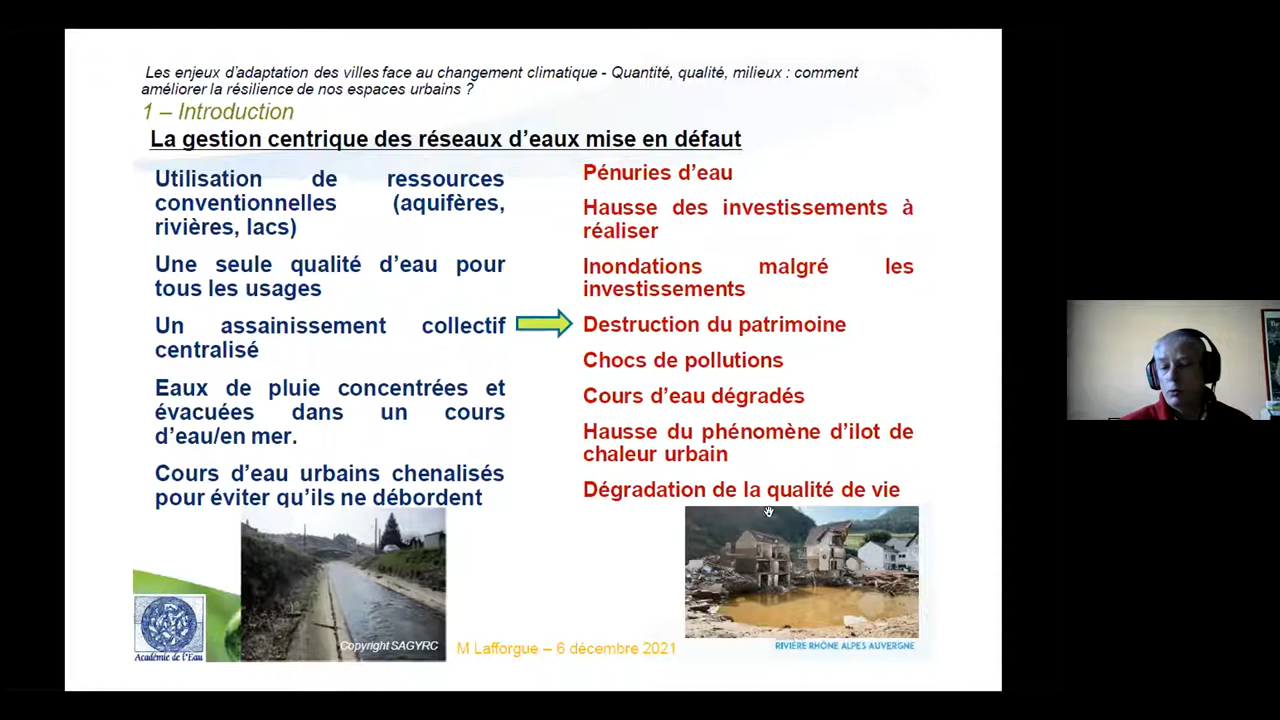 Les enjeux d'adaptation des villes face au changement climatique - Quantité, qualité, milieux : comment
améliorer la résilience de nos espaces urbains ?
1 – Introduction
La gestion centrique des réseaux d'eaux mise en défaut
Utilisation de ressources
conventionnelles (aquifères,
rivières, lacs)
Une seule qualité d'eau pour
tous les usages
Un assainissement collectif
centralisé
Eaux de pluie concentrées et
évacuées dans un cours
d'eau/en mer.
Cours d'eau urbains chenalisés
pour éviter qu'ils ne débordent
Pénuries d'eau
Hausse des investissements à
réaliser
Inondations malgré les
investissements
Destruction du patrimoine
Chocs de pollutions
Cours d'eau dégradés
Hausse du phénomène d'ilot de
chaleur urbain
Dégradation de la qualité de vie
Copyright SAGYRC
Académie de l'Eau
M Lafforgue – 6 décembre 2021
RIVIÈRE RHÔNE ALPES AUVERGNE